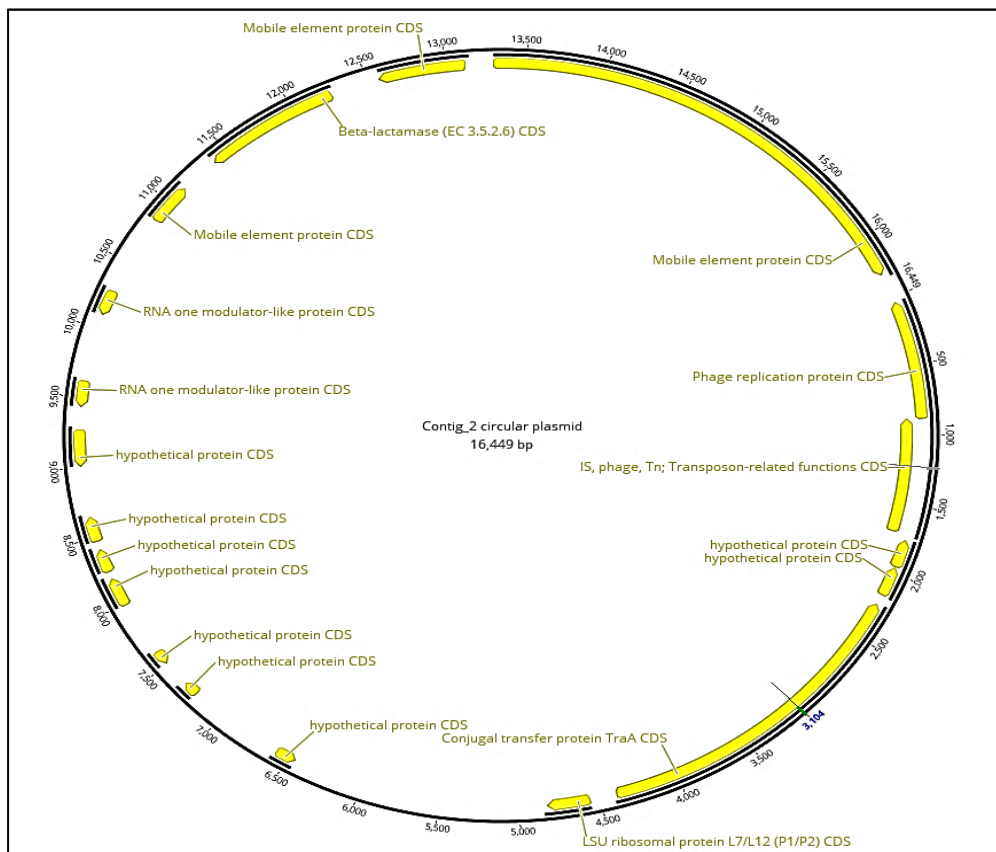 Mobile element protein CDS
13,000
13,500
12,500
14,000
14,500
12,000
Beta-lactamase (EC 3.5.2.6) CDS
15,000
11,500
15,500
11,000
Mobile element protein CDS
16,000
10,500
Mobile element protein CDS
16,449
RNA one modulator-like protein CDS
10,000
500
Phage replication protein CDS
RNA one modulator-like protein CDS
9,500
Contig_2 circular plasmid
16,449 bp
1,000
hypothetical protein CDS
IS, phage, Tn; Transposon-related functions CDS
9,000
1,500
hypothetical protein CDS
8,500
hypothetical protein CDS
hypothetical protein CDS
hypothetical protein CDS
hypothetical protein CDS
2,000
8,000
hypothetical protein CDS
2,500
hypothetical protein CDS
7,500
3,104
hypothetical protein CDS
7,000
Conjugal transfer protein TraA CDS
3,500
6,500
4,000
6,000
4,500
5,500
5,000
LSU ribosomal protein L7/L12 (P1/P2) CDS